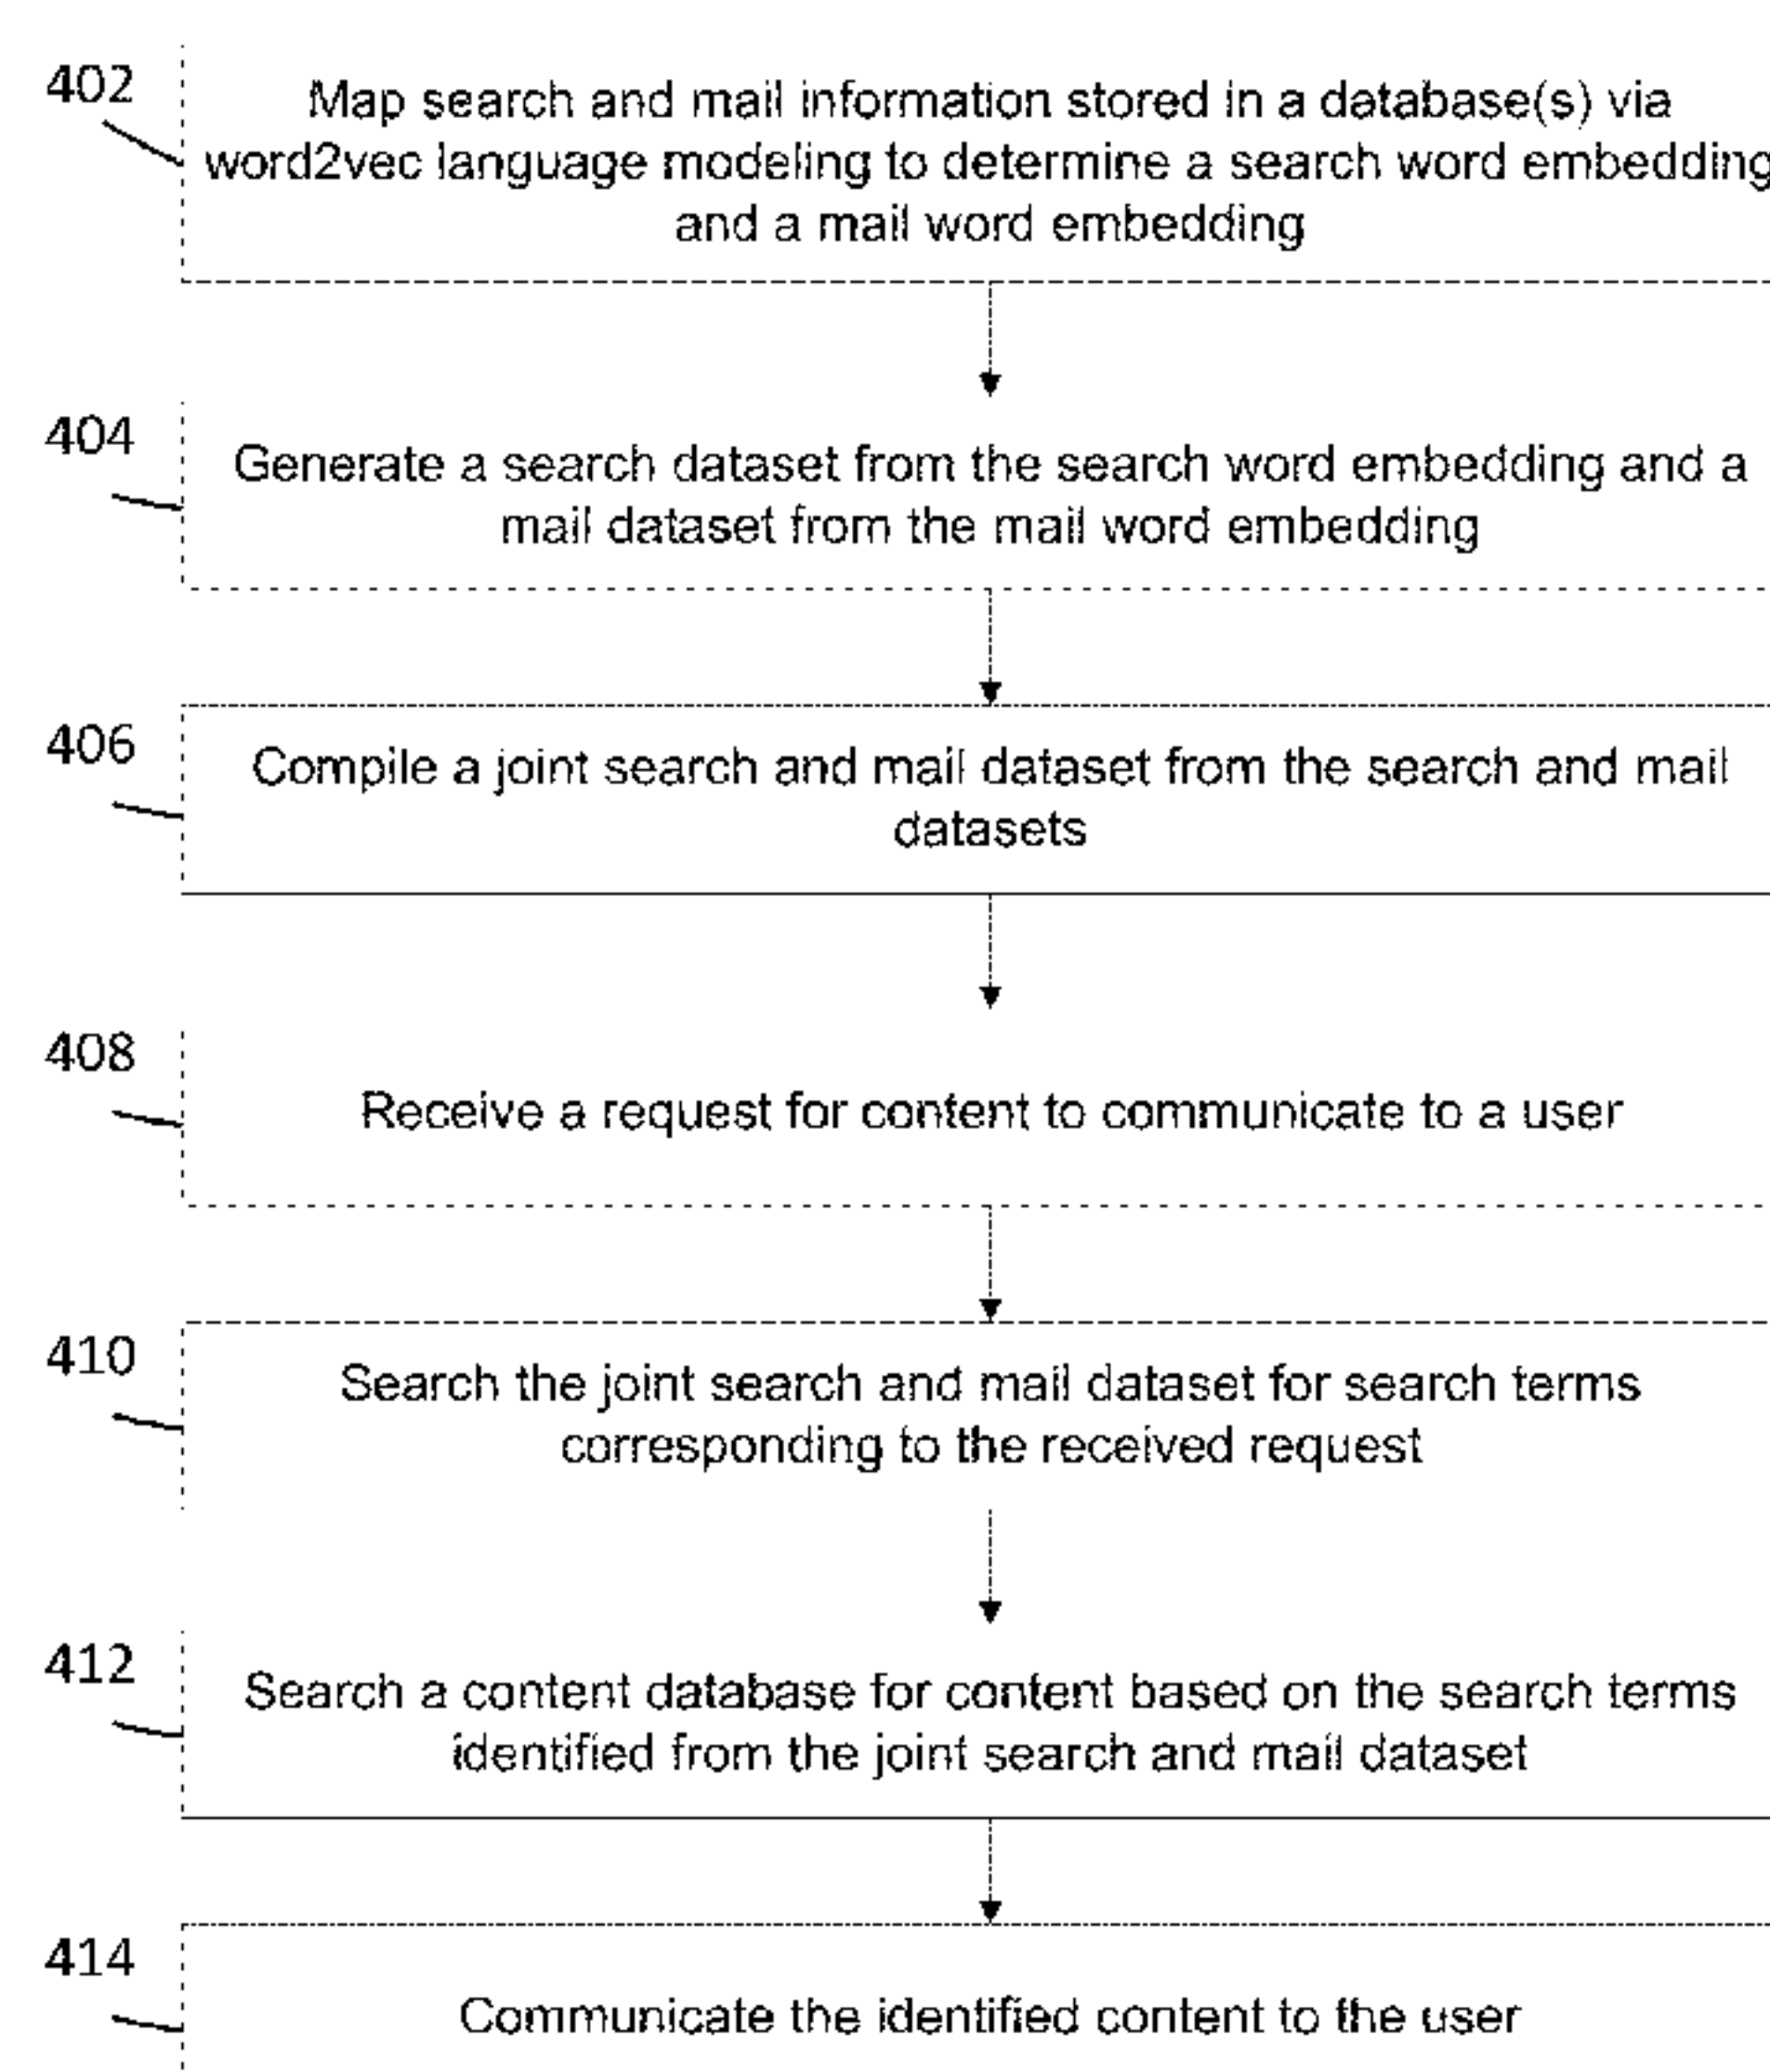 402
Map search and mail information stored in a database(s) via
word2vec language modeling to determine a search word embedding
and a mail word embedding
404
Generate a search dataset from the search word embedding and a
mail dataset from the mail word embedding
406
Compile a joint search and mail dataset from the search and mail
datasets
408
Receive a request for content to communicate to a user
410
Search the joint search and mail dataset for search terms
corresponding to the received request
412
Search a content database for content based on the search terms
identified from the joint search and mail dataset
414
Communicate the identified content to the user